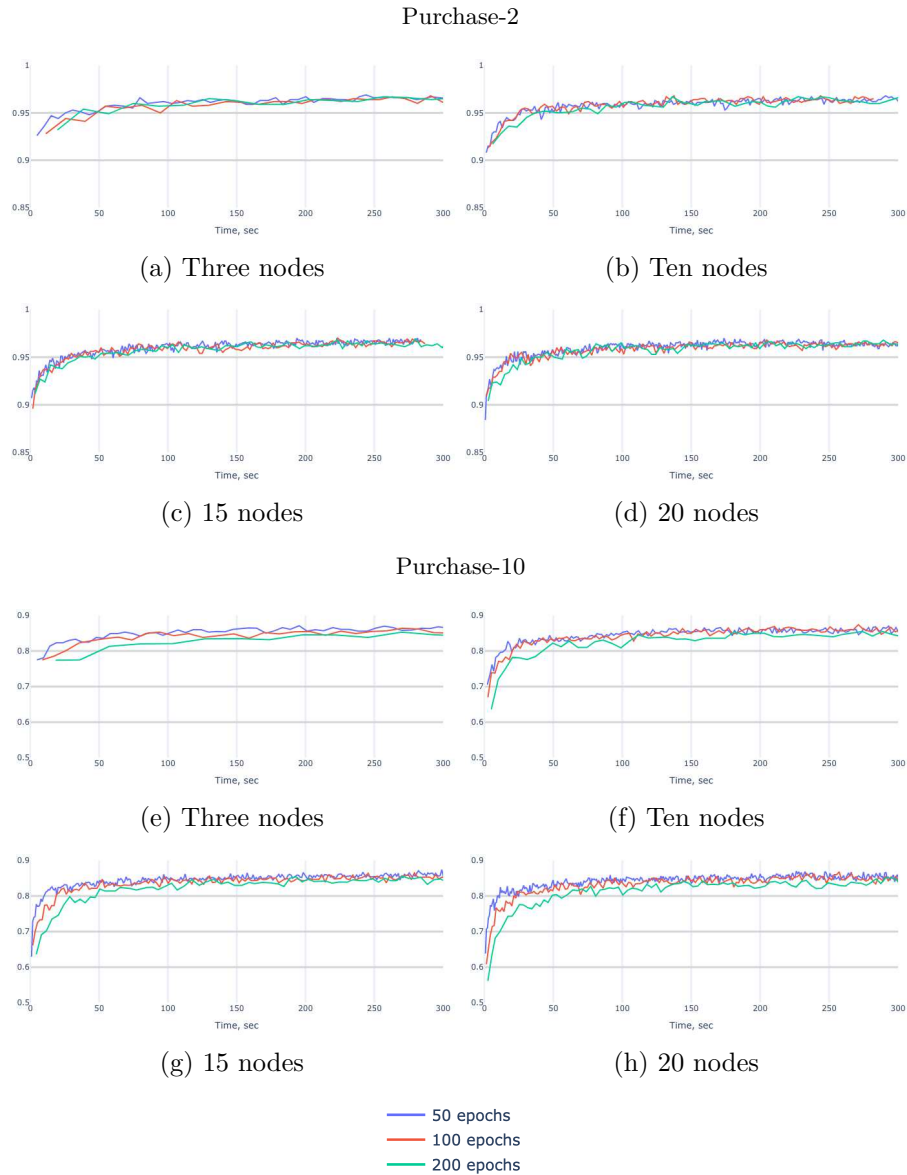 Purchase-2
1
0.95
0.9
0.85
0 50 100 150 200 250 300
Time, sec
(a) Three nodes
1
0.95
0.9
0.85
0 50 100 150 200 250 300
Time, sec
(b) Ten nodes
1
0.95
0.9
0.85
0 50 100 150 200 250 300
Time, sec
(c) 15 nodes
1
0.95
0.9
0.85
0 50 100 150 200 250 300
Time, sec
(d) 20 nodes
Purchase-10
0.9
0.8
0.7
0.6
0.5
0 50 100 150 200 250 300
Time, sec
(e) Three nodes
0.9
0.8
0.7
0.6
0.5
0 50 100 150 200 250 300
Time, sec
(f) Ten nodes
0.9
0.8
0.7
0.6
0.5
0 50 100 150 200 250 300
Time, sec
(g) 15 nodes
0.9
0.8
0.7
0.6
0.5
0 50 100 150 200 250 300
Time, sec
(h) 20 nodes
50 epochs
100 epochs
200 epochs